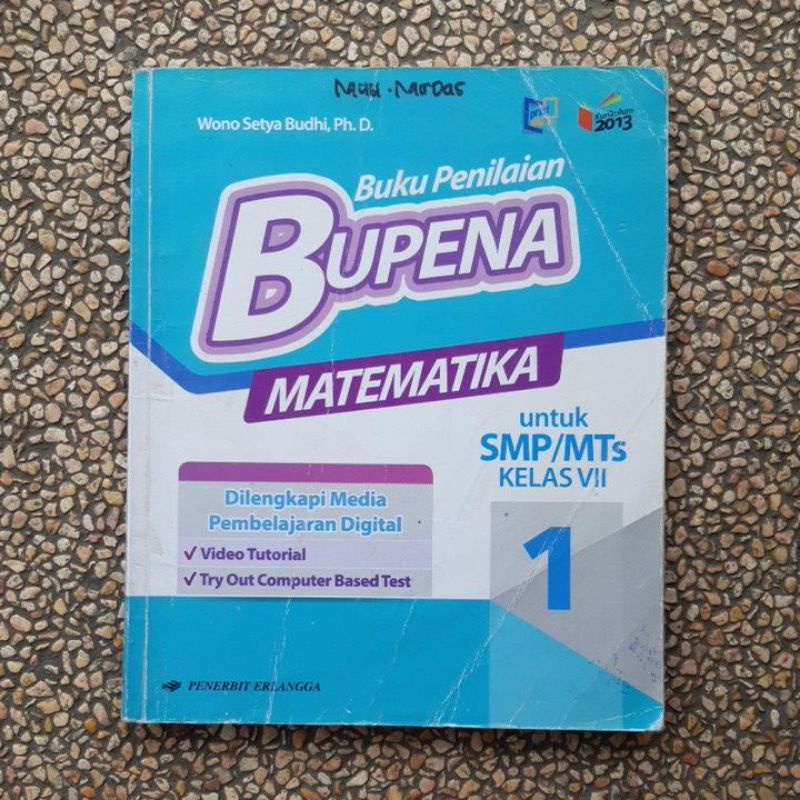 Wono Setya Budhi, Ph. D.
Kurikulum
2013
Buku Penilaian
BUPENA
MATEMATIKA
untuk
SMP/MTs
KELAS VII
1
Dilengkapi Media
Pembelajaran Digital
✓ Video Tutorial
✓ Try Out Computer Based Test
PENERBIT ERLANGGA